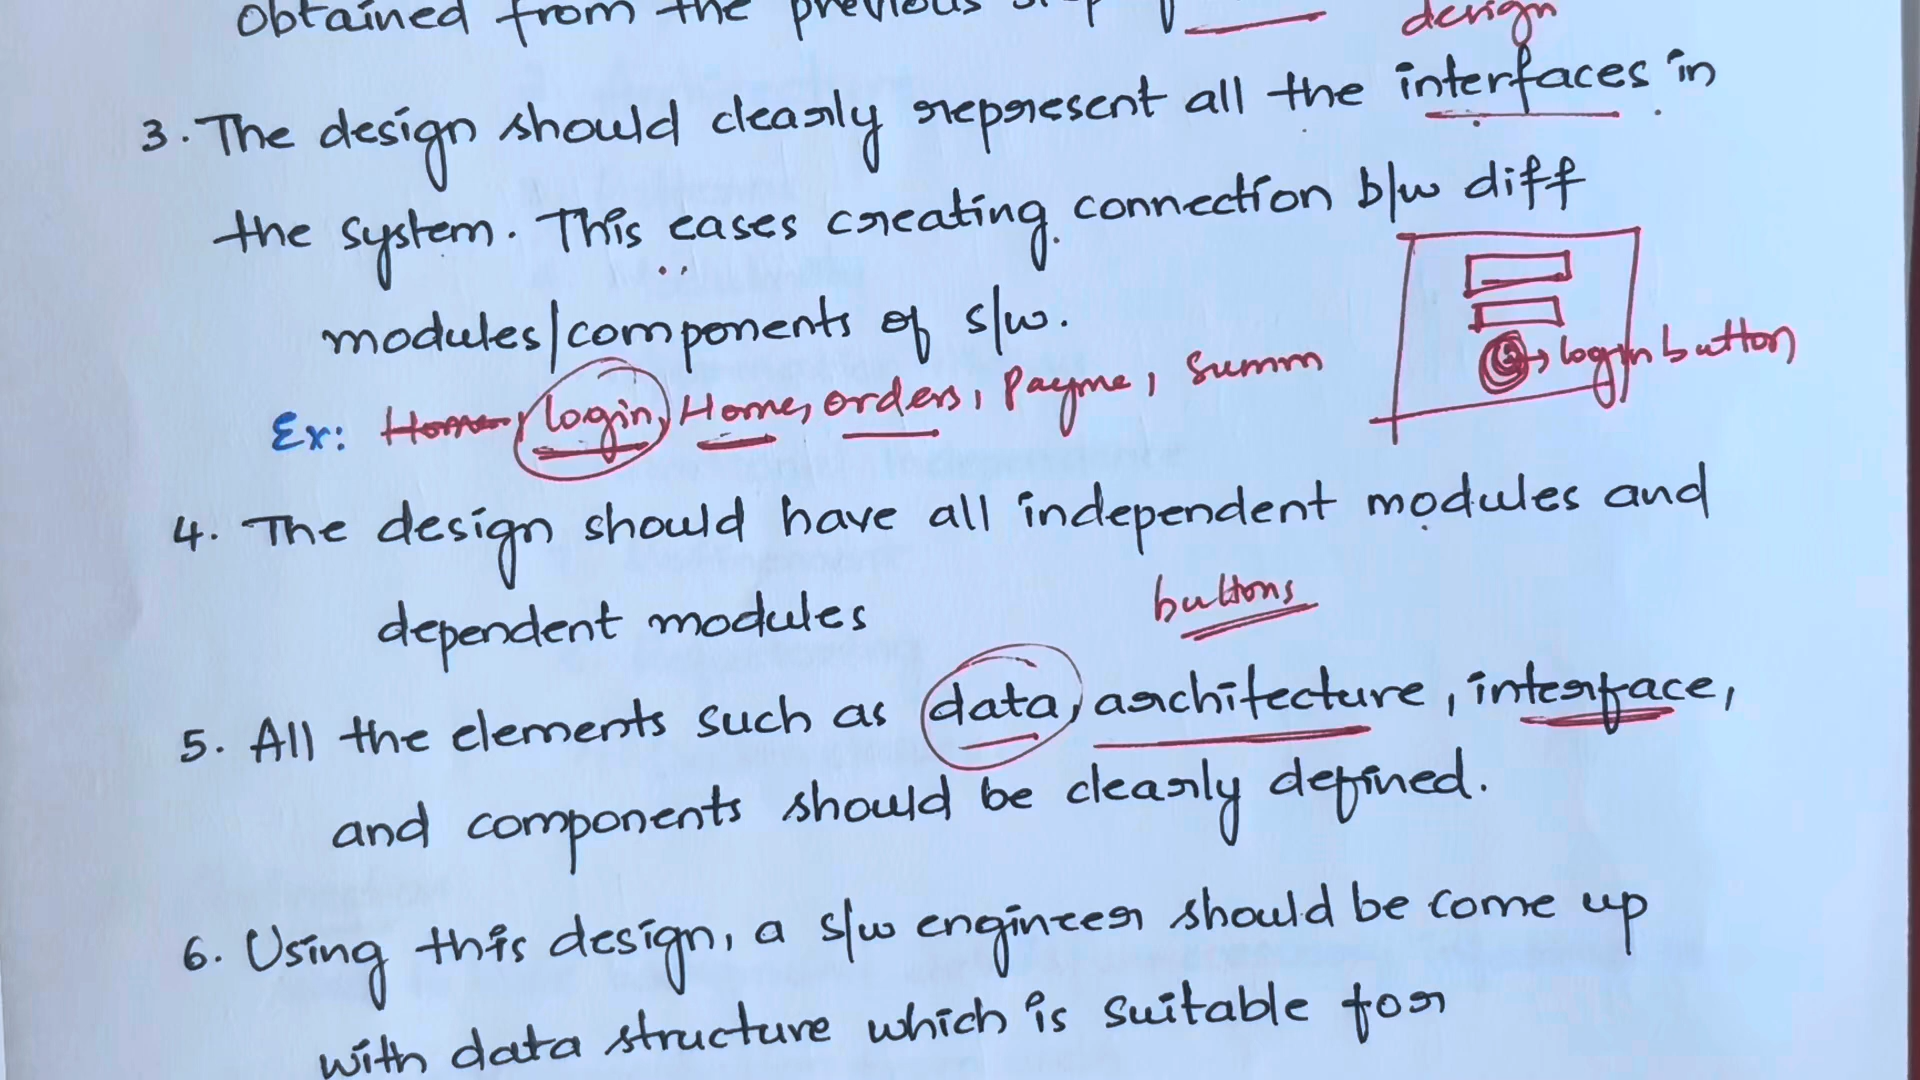 obtained from the previous step
design
3. The design should clearly represent all the interfaces in
the system. This eases creating connection b/w diff
modules/components of s/w.
login button
Ex: Home, login, Home, orders, Payme, Summ
4. The design should have all independent modules and
dependent modules
buttons
5. All the elements such as data, architecture, interface,
and components should be clearly defined.
6. Using this design, a s/w engineer should be come up
with data structure which is suitable for